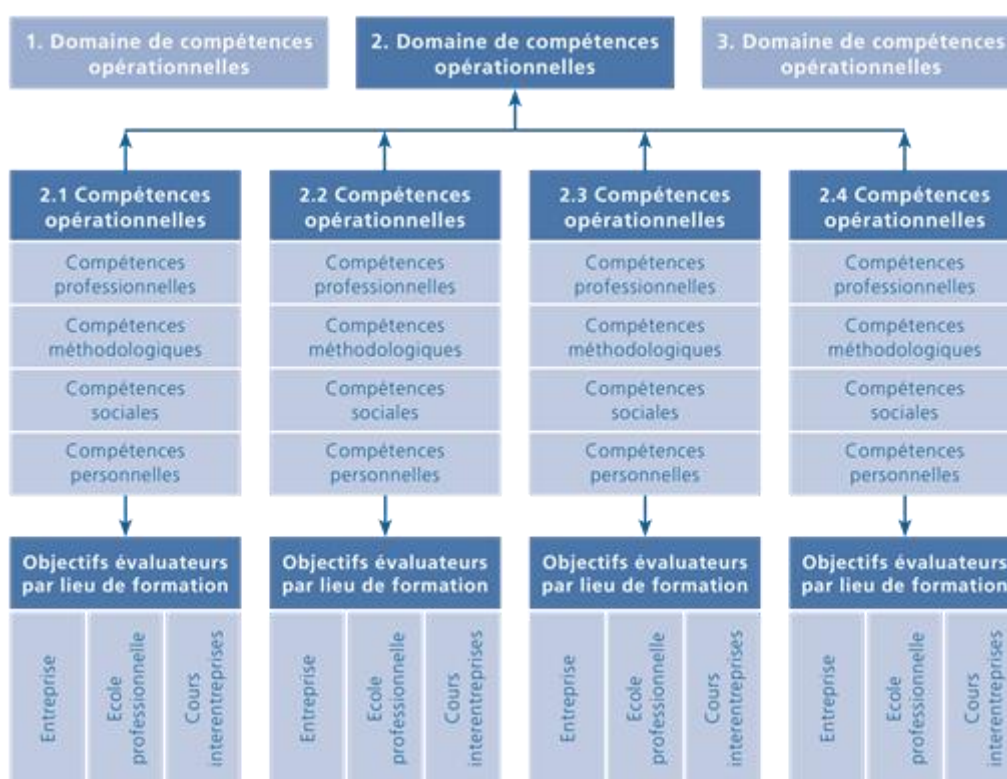 1. Domaine de compétences
opérationnelles
2. Domaine de compétences
opérationnelles
3. Domaine de compétences
opérationnelles
2.1 Compétences
opérationnelles
2.2 Compétences
opérationnelles
2.3 Compétences
opérationnelles
2.4 Compétences
opérationnelles
Compétences
professionnelles
Compétences
professionnelles
Compétences
professionnelles
Compétences
professionnelles
Compétences
méthodologiques
Compétences
méthodologiques
Compétences
méthodologiques
Compétences
méthodologiques
Compétences
sociales
Compétences
sociales
Compétences
sociales
Compétences
sociales
Compétences
personnelles
Compétences
personnelles
Compétences
personnelles
Compétences
personnelles
Objectifs évaluateurs
par lieu de formation
Objectifs évaluateurs
par lieu de formation
Objectifs évaluateurs
par lieu de formation
Objectifs évaluateurs
par lieu de formation
Entreprise
Ecole
professionnelle
Cours
interentreprises
Entreprise
Ecole
professionnelle
Cours
interentreprises
Entreprise
Ecole
professionnelle
Cours
interentreprises
Entreprise
Ecole
professionnelle
Cours
interentreprises